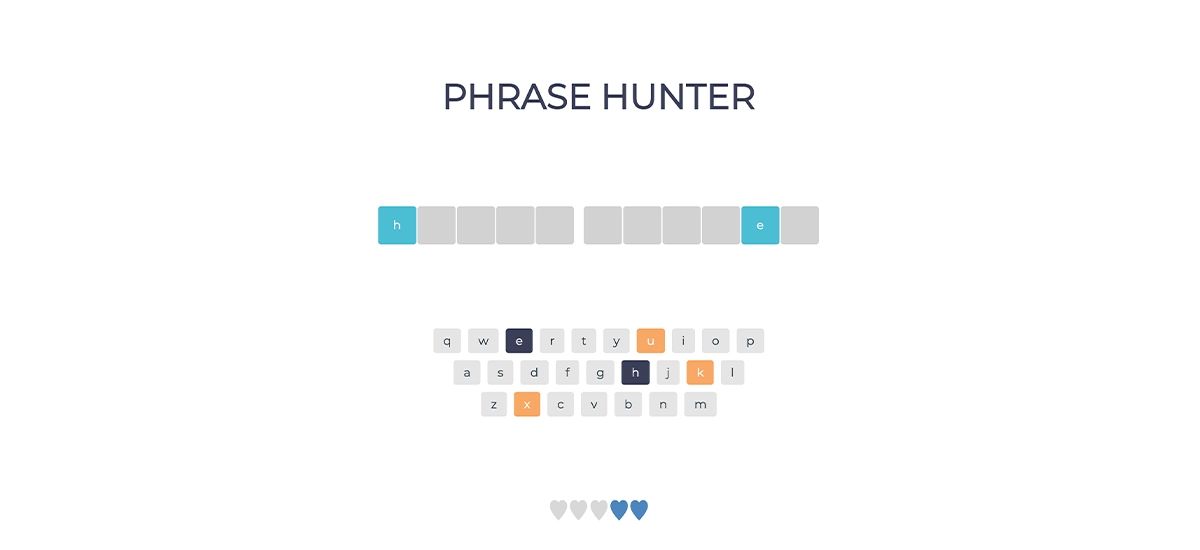 PHRASE HUNTER
h e
q w e r t y u i o p
a s d f g h j k l
z x c v b n m